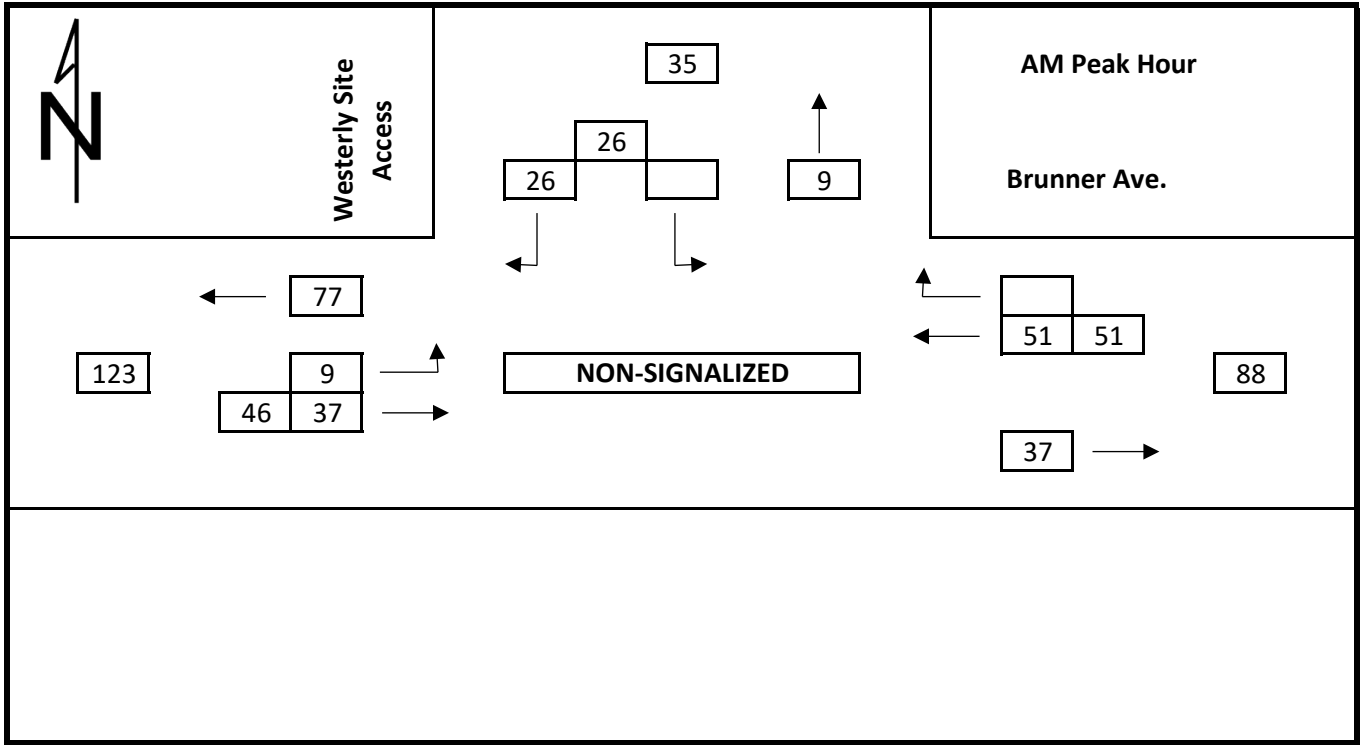 N
Westerly Site
Access
35
26
26
9
AM Peak Hour
Brunner Ave.
77
51 51
123
9
NON-SIGNALIZED
88
46 37
37